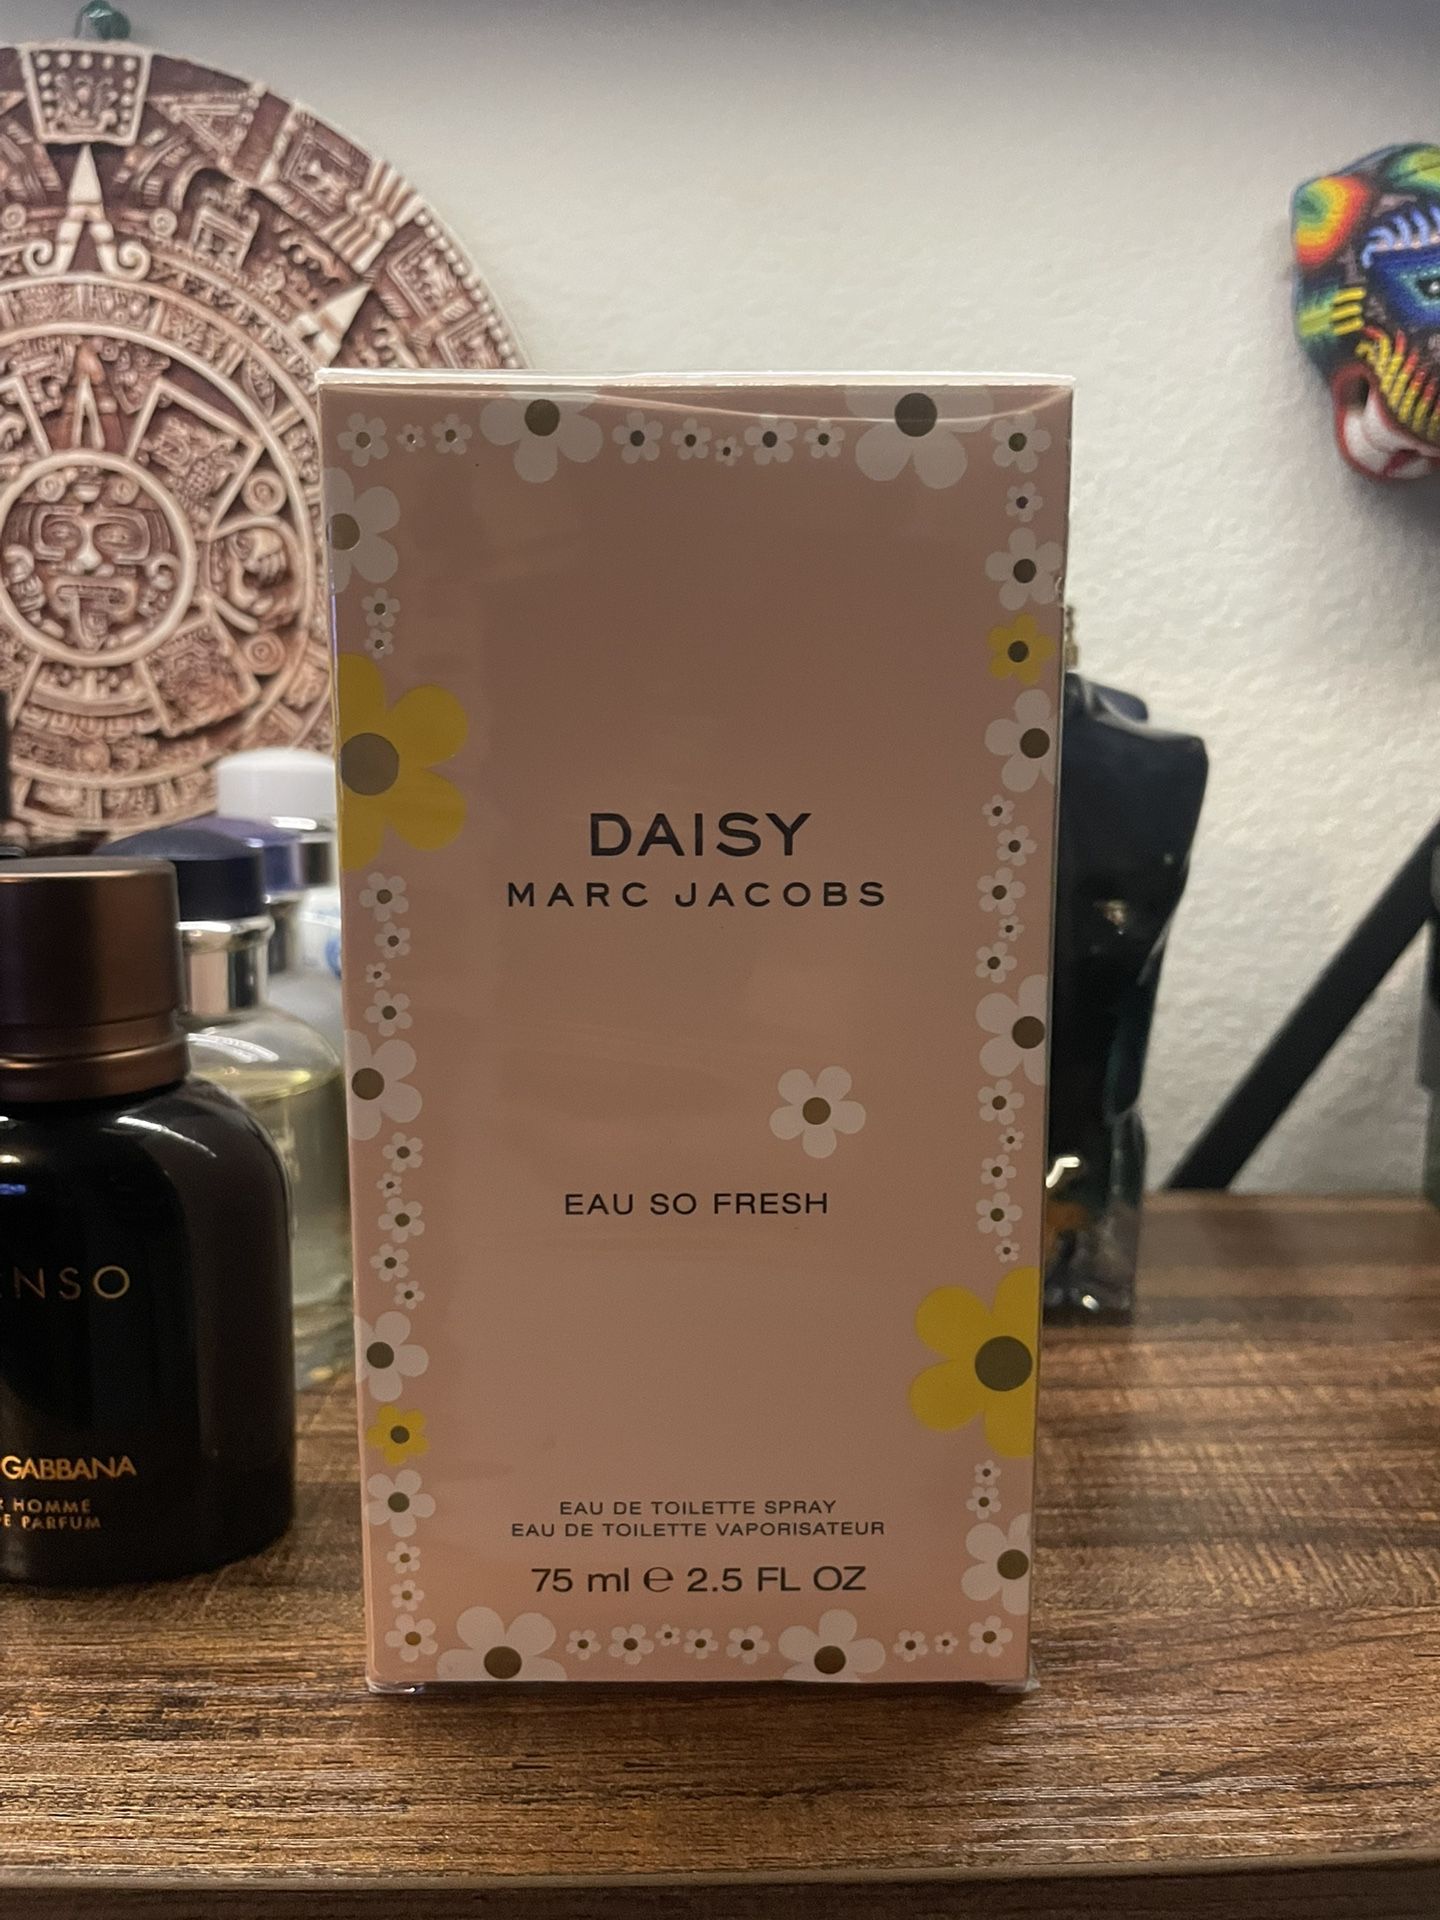 DAISY
MARC JACOBS
EAU SO FRESH
EAU DE TOILETTE SPRAY
EAU DE TOILETTE VAPORISATEUR
75 ml ℮ 2.5 FL OZ
GABBANA
HOMME
PARFUM